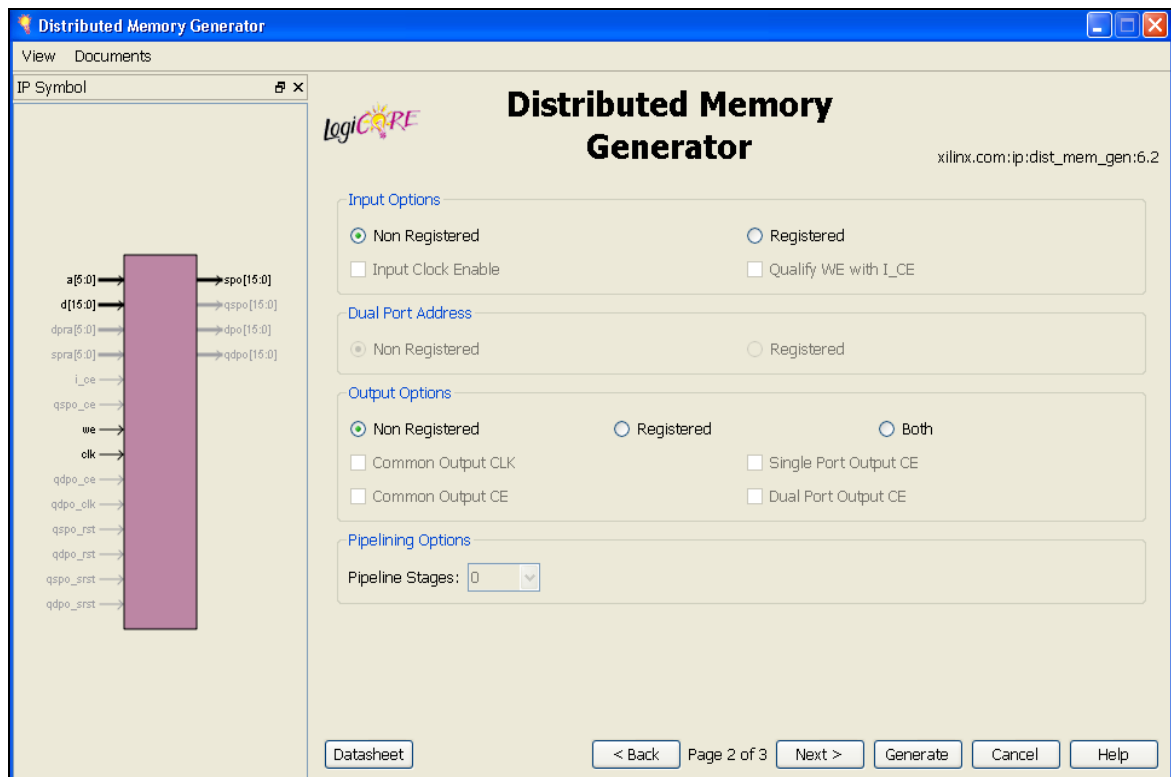 Distributed Memory Generator
View Documents
IP Symbol
a[5:0]
d[15:0]
dpra[5:0]
spra[5:0]
i_ce
qspo_ce
we
clk
qdpo_ce
qdpo_clk
qspo_rst
qdpo_rst
qspo_srst
qdpo_srst
spo[15:0]
qspo[15:0]
dpo[15:0]
qdpo[15:0]
LogiCORE
Distributed Memory
Generator
xilinx.com:ip:dist_mem_gen:6.2
Input Options
Non Registered Registered
Input Clock Enable Qualify WE with I_CE
Dual Port Address
Non Registered Registered
Output Options
Non Registered Registered Both
Common Output CLK Single Port Output CE
Common Output CE Dual Port Output CE
Pipelining Options
Pipeline Stages: 0
Datasheet < Back Page 2 of 3 Next > Generate Cancel Help